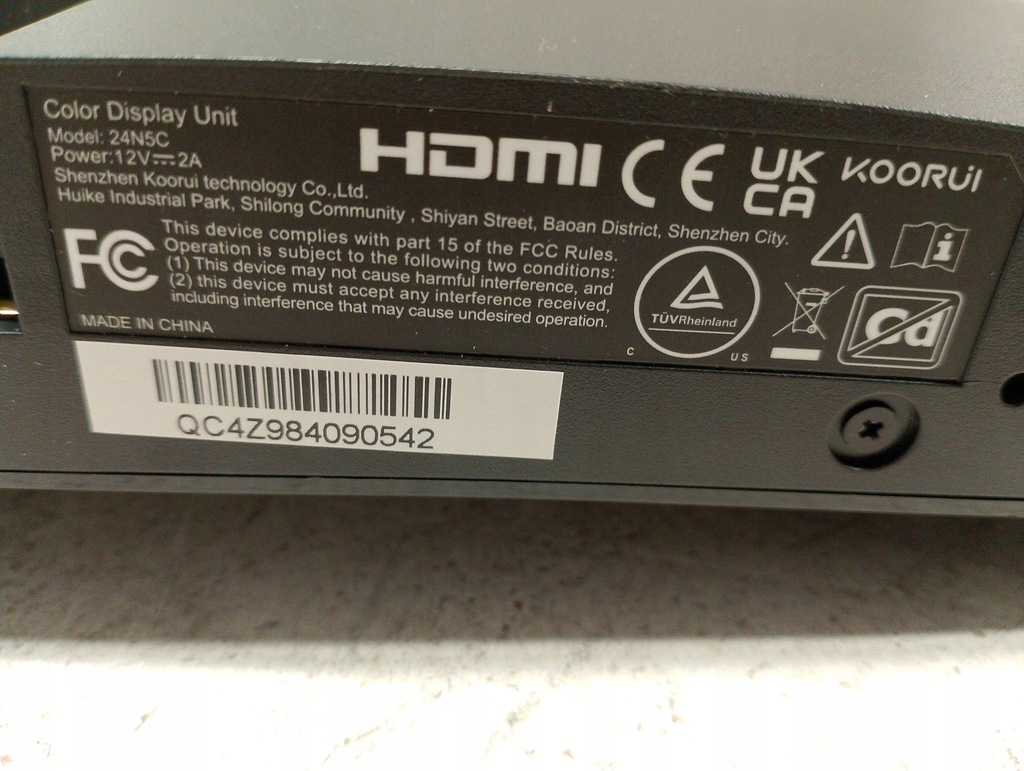 Color Display Unit
Model: 24N5C
Power:12V⎓2A
Shenzhen Koorui technology Co.,Ltd.
Huike Industrial Park, Shilong Community , Shiyan Street, Baoan District, Shenzhen City.
HDMI CE UK CA KOORUI
FC
This device complies with part 15 of the FCC Rules.
Operation is subject to the following two conditions:
(1) This device may not cause harmful interference, and
(2) this device must accept any interference received,
including interference that may cause undesired operation.
MADE IN CHINA
TÜVRheinland
C US
Cd
QC4Z984090542